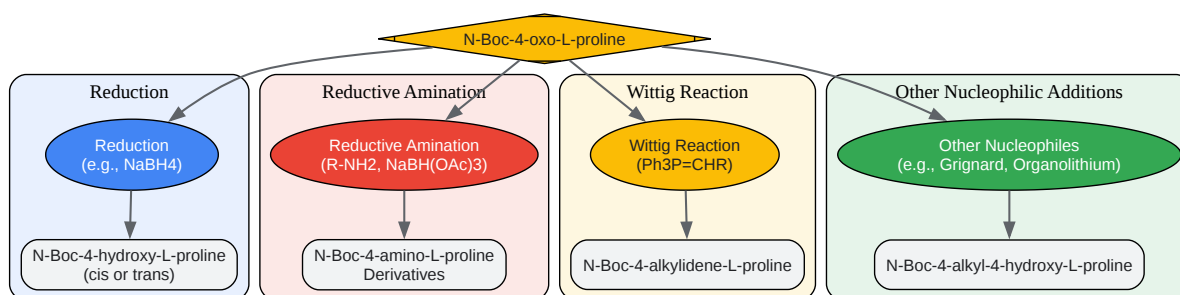 N-Boc-4-oxo-L-proline
Reduction
Reductive Amination
Wittig Reaction
Other Nucleophilic Additions
Reduction
(e.g., NaBH4)
Reductive Amination
(R-NH2, NaBH(OAc)3)
Wittig Reaction
(Ph3P=CHR)
Other Nucleophiles
(e.g., Grignard, Organolithium)
N-Boc-4-hydroxy-L-proline
(cis or trans)
N-Boc-4-amino-L-proline
Derivatives
N-Boc-4-alkylidene-L-proline
N-Boc-4-alkyl-4-hydroxy-L-proline